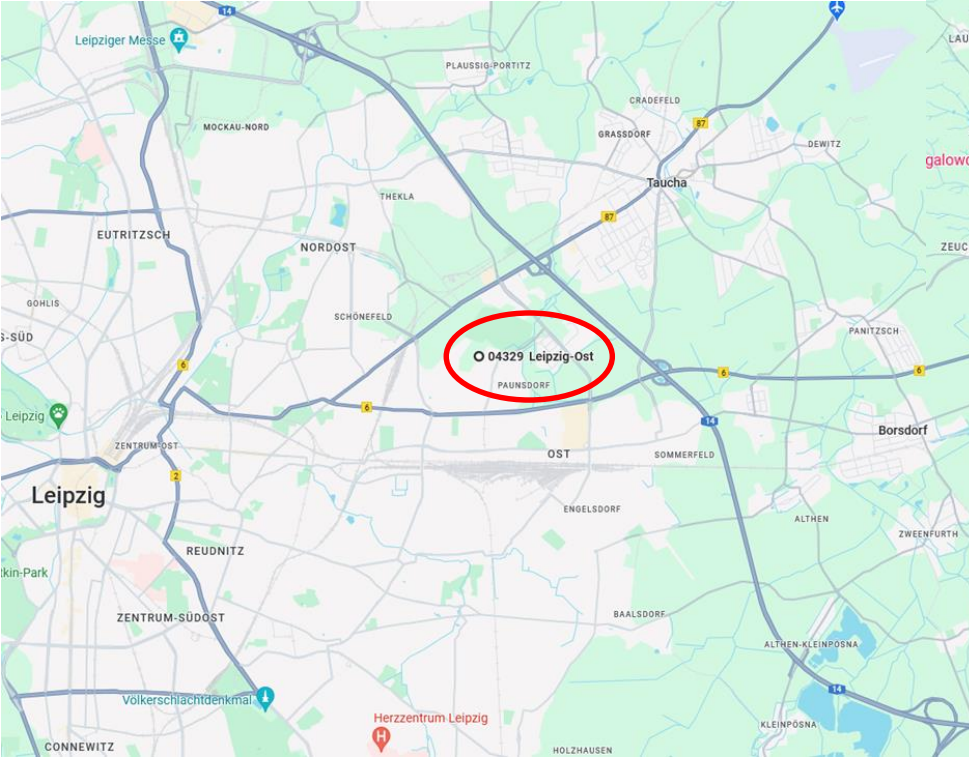 14
Leipziger Messe
LAU
PLAUSSIG-PORTITZ
CRADEFELD
MOCKAU-NORD
87
GRASSDORF
DEWITZ
galowo
Taucha
THEKLA
87
EUTRITZSCH
NORDOST
ZEUC
GOHLIS
SCHÖNEFELD
S-SÜD
PANITZSCH
04329 Leipzig-Ost
6
6
6
PAUNSDORF
6
Leipzig
14
Borsdorf
ZENTRUM-OST
OST
SOMMERFELD
2
Leipzig
ENGELSDORF
ALTHEN
ZWEENFURTH
REUDNITZ
tkin-Park
BAALSDORF
ZENTRUM-SÜDOST
ALTHEN-KLEINPÖSNA
14
Völkerschlachtdenkmal
Herzzentrum Leipzig
H
KLEINPÖSNA
CONNEWITZ
HOLZHAUSEN